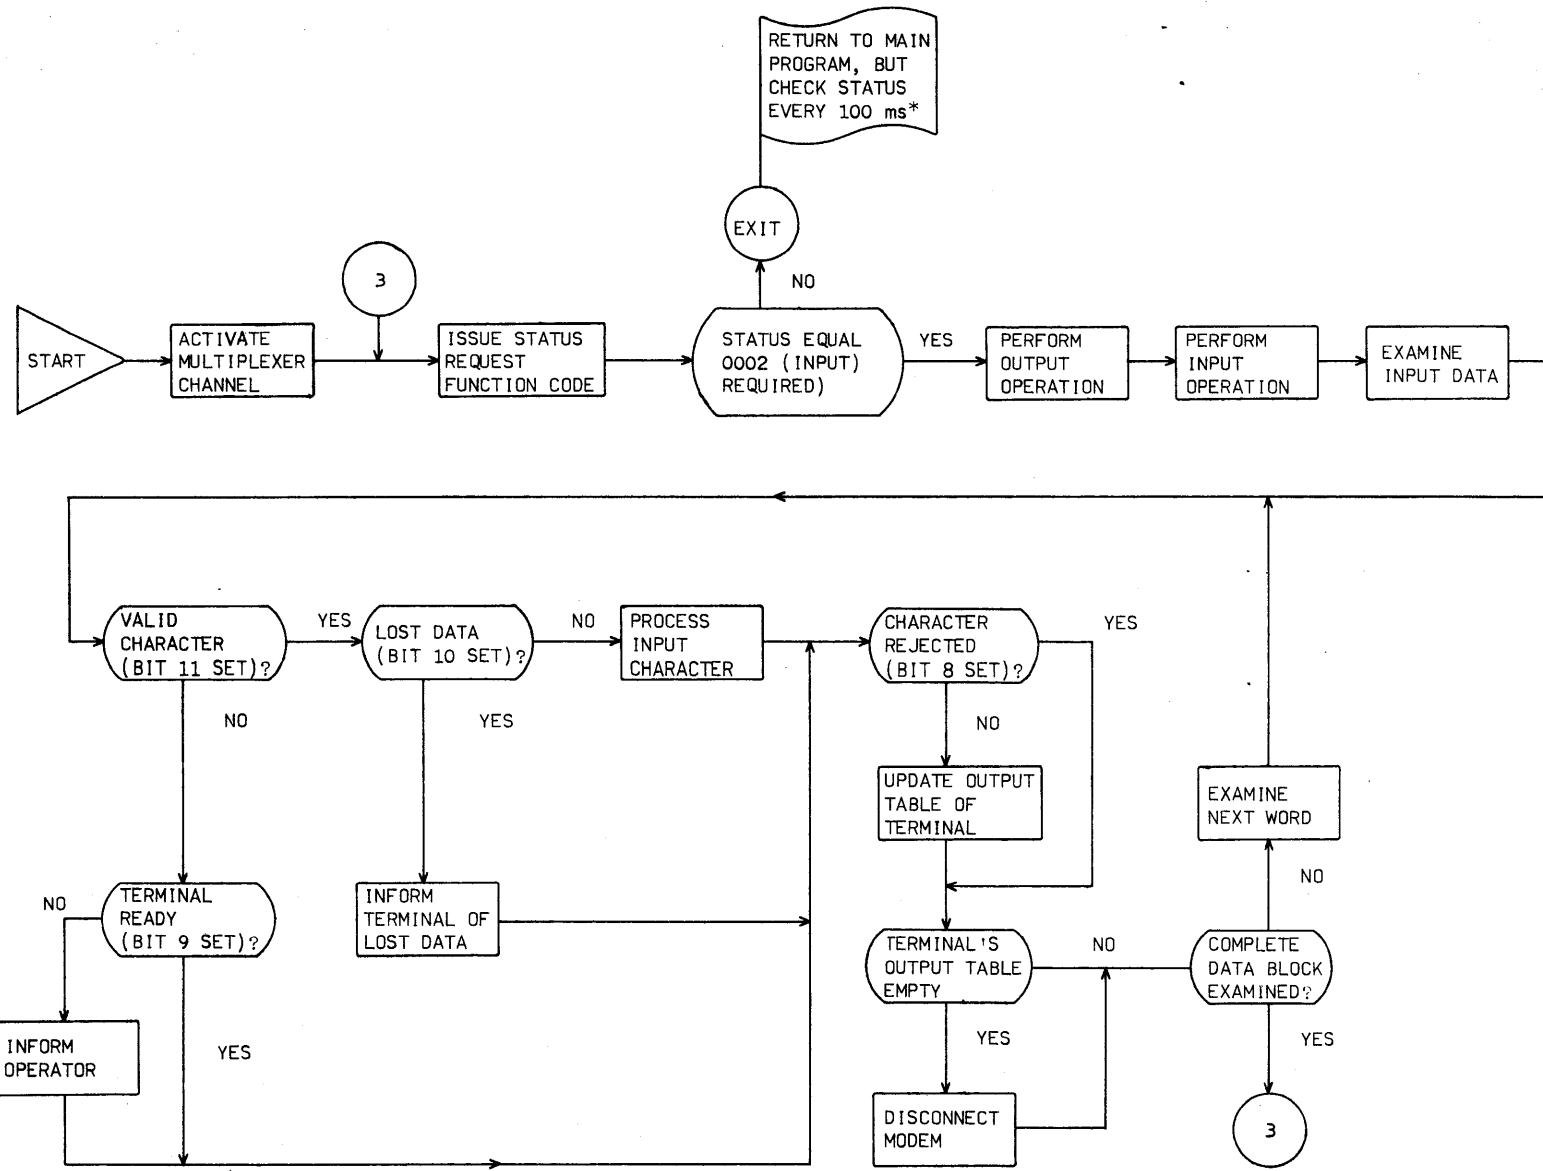 RETURN TO MAIN
PROGRAM, BUT
CHECK STATUS
EVERY 100 ms*
EXIT
NO
3
START
ACTIVATE
MULTIPLEXER
CHANNEL
ISSUE STATUS
REQUEST
FUNCTION CODE
STATUS EQUAL
0002 (INPUT)
REQUIRED)
YES
PERFORM
OUTPUT
OPERATION
PERFORM
INPUT
OPERATION
EXAMINE
INPUT DATA
VALID
CHARACTER
(BIT 11 SET)?
YES
LOST DATA
(BIT 10 SET)?
NO
PROCESS
INPUT
CHARACTER
CHARACTER
REJECTED
(BIT 8 SET)?
YES
NO
YES
NO
UPDATE OUTPUT
TABLE OF
TERMINAL
EXAMINE
NEXT WORD
NO
NO
TERMINAL
READY
(BIT 9 SET)?
INFORM
TERMINAL OF
LOST DATA
TERMINAL'S
OUTPUT TABLE
EMPTY
NO
COMPLETE
DATA BLOCK
EXAMINED?
INFORM
OPERATOR
YES
YES
YES
DISCONNECT
MODEM
3